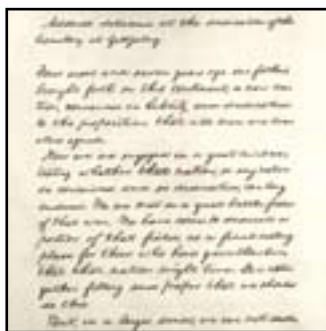 Address delivered at the dedication of the
Cemetery at Gettysburg.
Four score and seven years ago our fathers
brought forth on this continent, a new na-
tion, conceived in Liberty, and dedicated
to the proposition that all men are cre-
ated equal.
Now we are engaged in a great civil war,
testing whether that nation, or any nation
so conceived and so dedicated, can long
endure. We are met on a great battle-field
of that war. We have come to dedicate a
portion of that field, as a final resting
place for those who here gave their lives
that that nation might live. It is alto-
gether fitting and proper that we should
do this.
But, in a larger sense, we can not dedi-